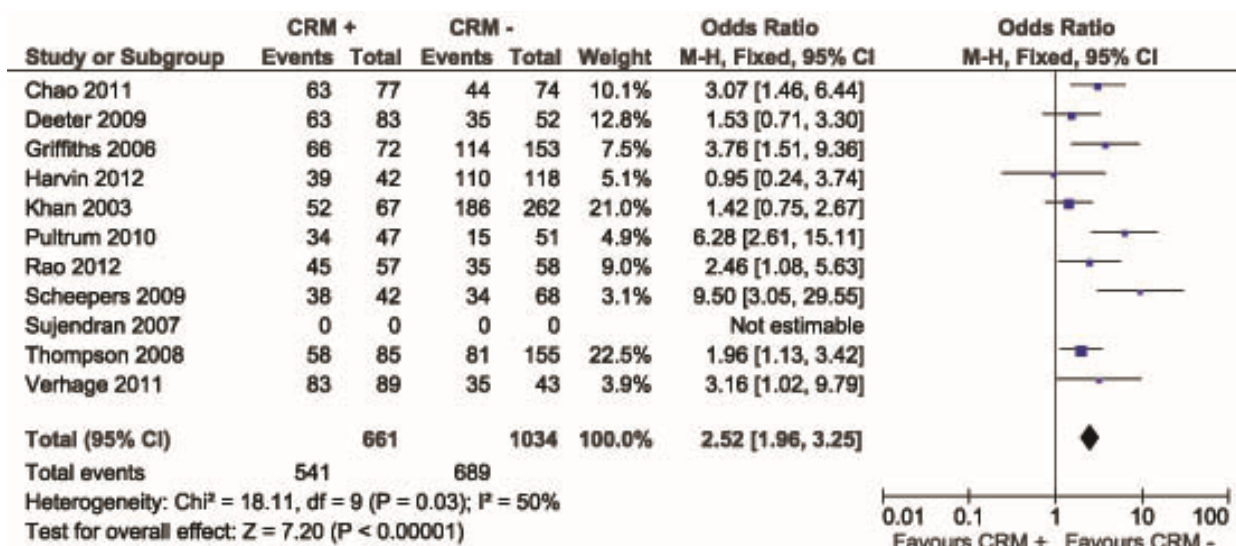 CRM + CRM - Odds Ratio Odds Ratio
Study or Subgroup Events Total Events Total Weight M-H, Fixed, 95% CI M-H, Fixed, 95% CI
Chao 2011 63 77 44 74 10.1% 3.07 [1.46, 6.44]
Deeter 2009 63 83 35 52 12.8% 1.53 [0.71, 3.30]
Griffiths 2006 66 72 114 153 7.5% 3.76 [1.51, 9.36]
Harvin 2012 39 42 110 118 5.1% 0.95 [0.24, 3.74]
Khan 2003 52 67 186 262 21.0% 1.42 [0.75, 2.67]
Pultrum 2010 34 47 15 51 4.9% 6.28 [2.61, 15.11]
Rao 2012 45 57 35 58 9.0% 2.46 [1.08, 5.63]
Scheepers 2009 38 42 34 68 3.1% 9.50 [3.05, 29.55]
Sujendran 2007 0 0 0 0 Not estimable
Thompson 2008 58 85 81 155 22.5% 1.96 [1.13, 3.42]
Verhage 2011 83 89 35 43 3.9% 3.16 [1.02, 9.79]
Total (95% CI) 661 1034 100.0% 2.52 [1.96, 3.25]
Total events 541 689
Heterogeneity: Chi² = 18.11, df = 9 (P = 0.03); I² = 50%
Test for overall effect: Z = 7.20 (P < 0.00001)
0.01 0.1 1 10 100
Favours CRM + Favours CRM -